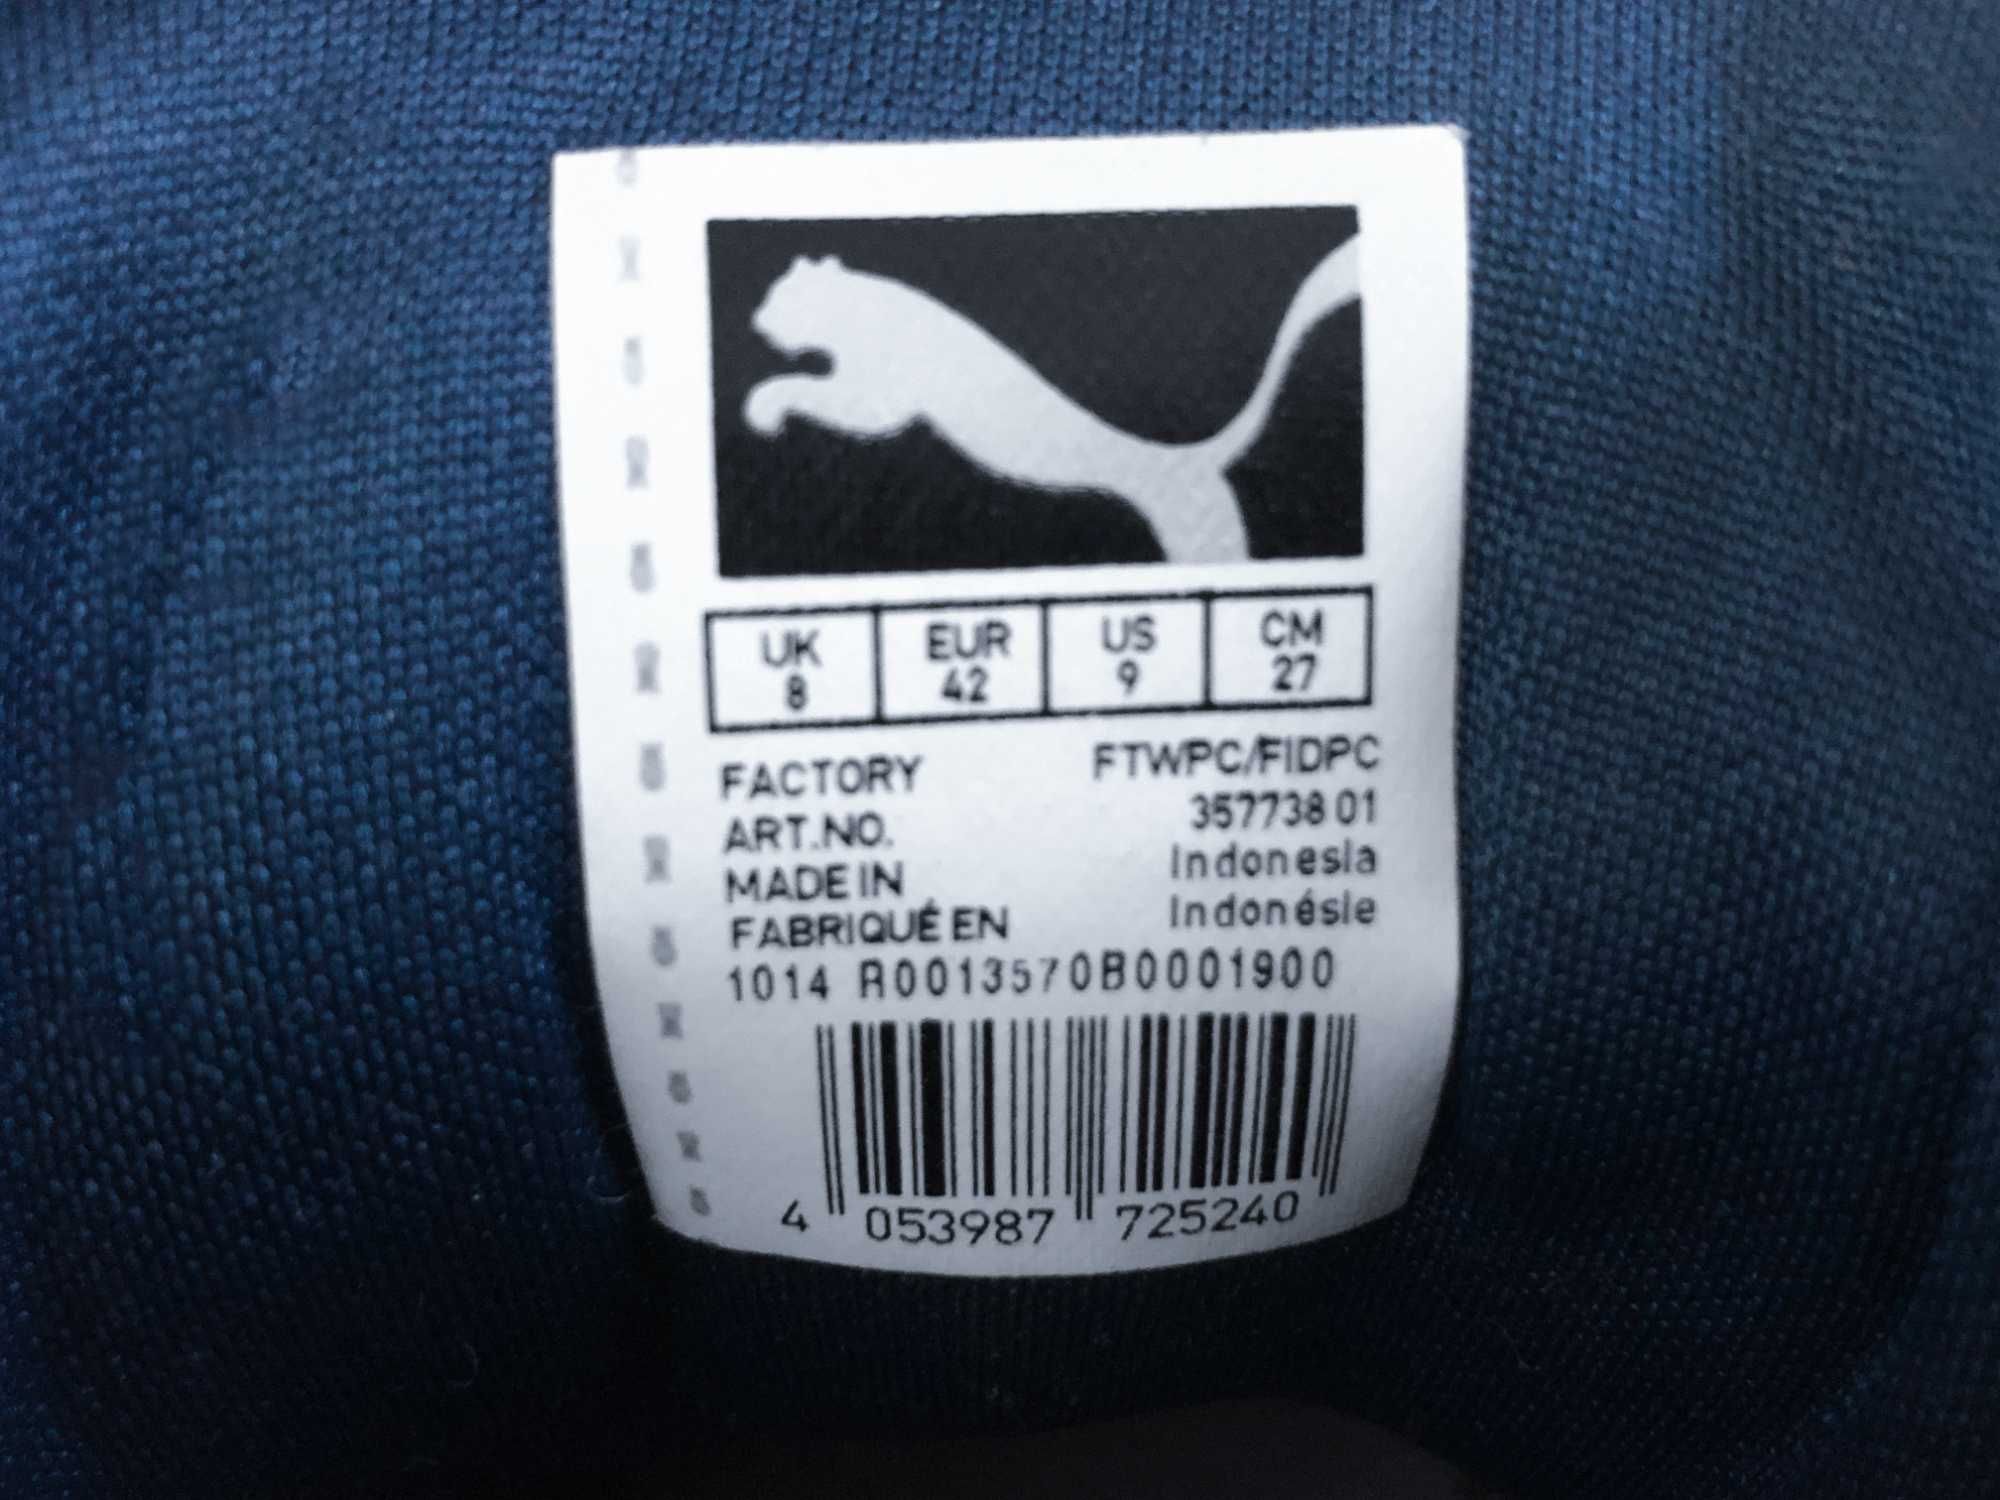 UK EUR US CM
8 42 9 27
FACTORY FTWPC/FIDPC
ART.NO. 357738 01
MADE IN Indonesia
FABRIQUÉ EN Indonésie
1014 R0013570B0001900
4 053987 725240